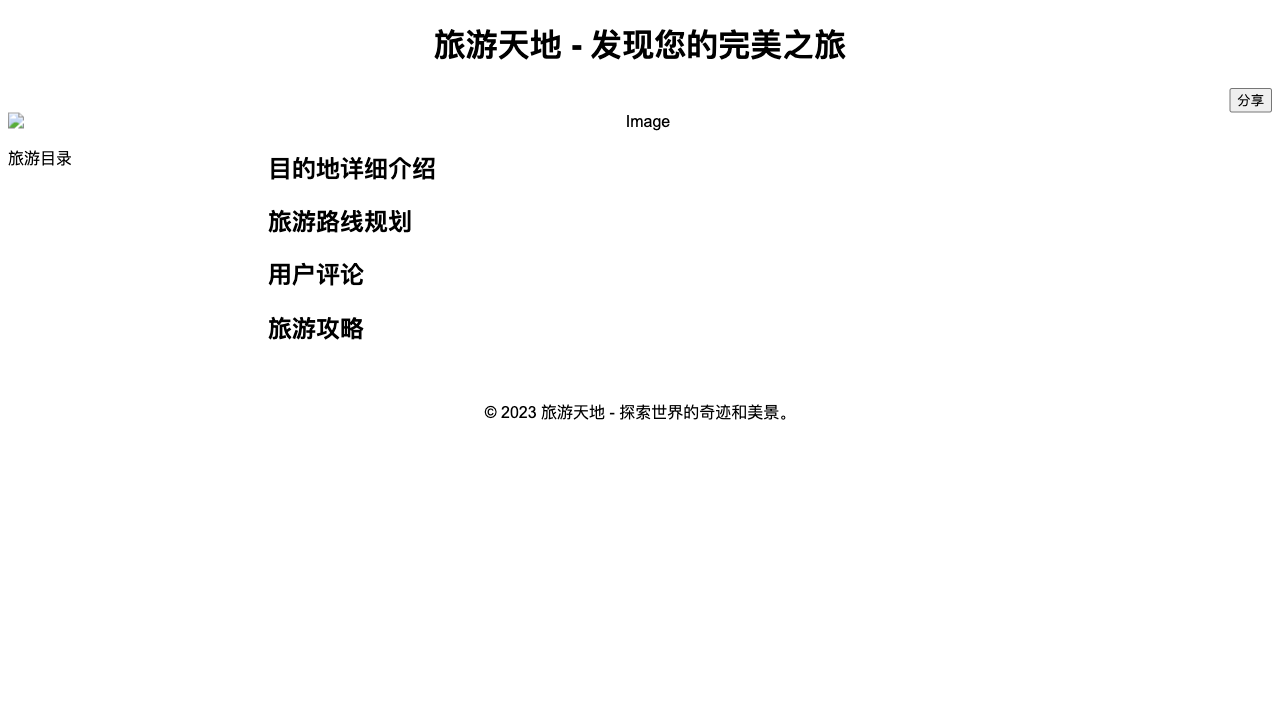 旅游天地 - 发现您的完美之旅
分享
Image
旅游目录
目的地详细介绍
旅游路线规划
用户评论
旅游攻略
© 2023 旅游天地 - 探索世界的奇迹和美景。